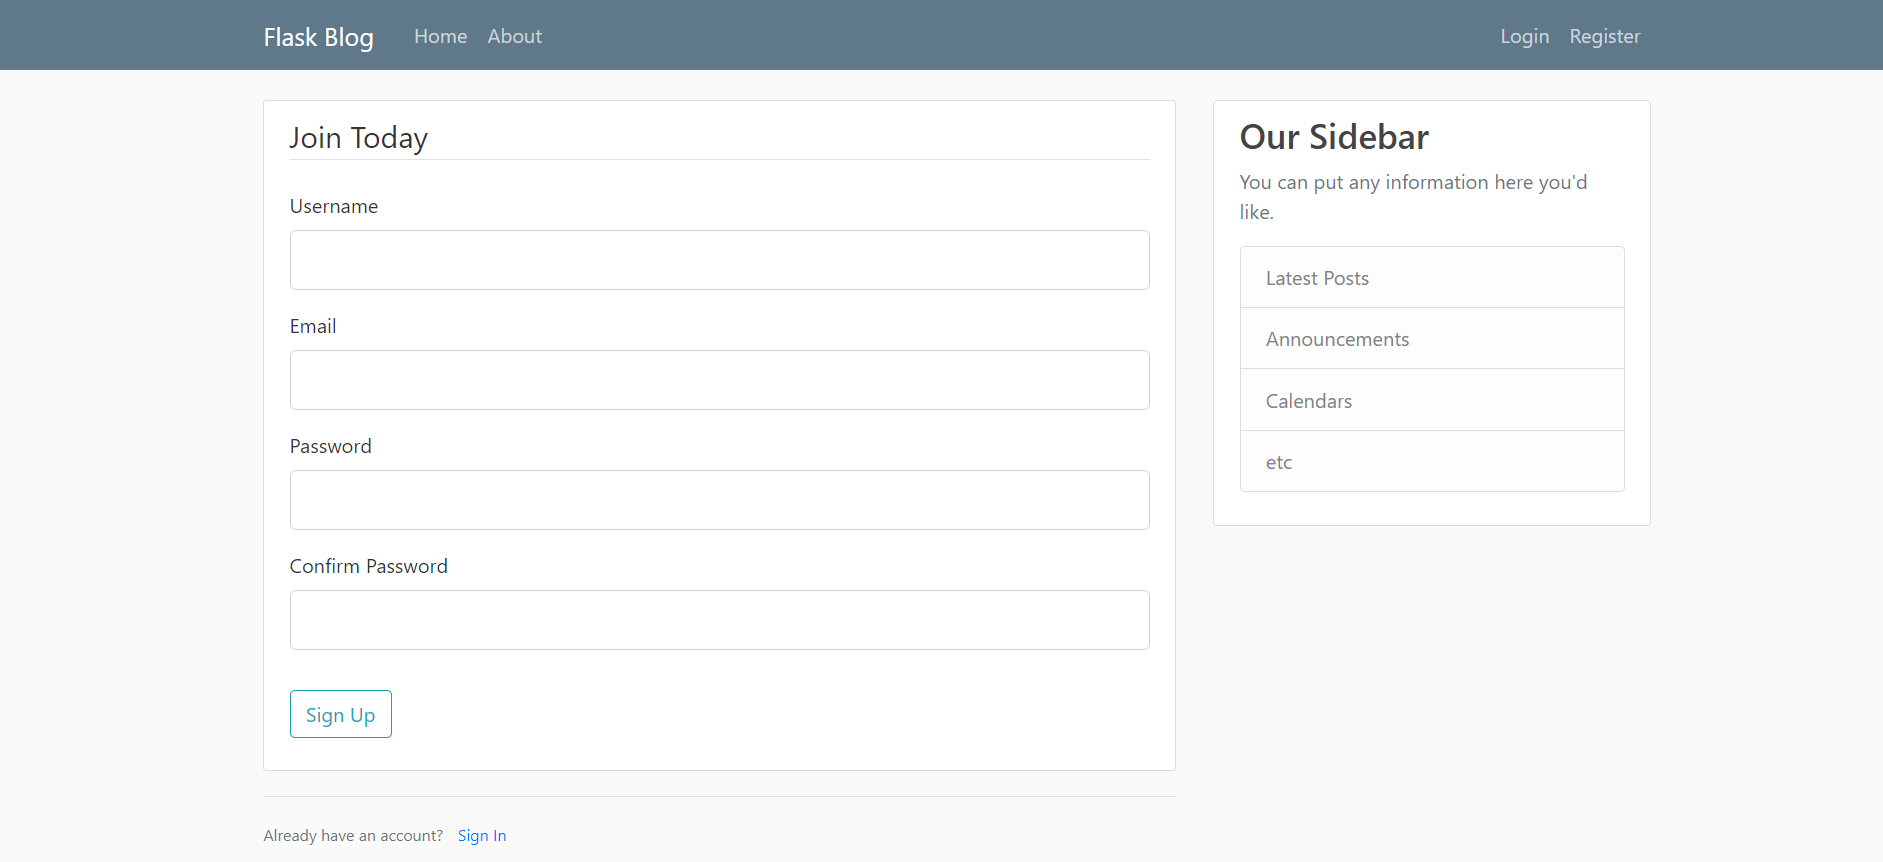 Flask Blog Home About Login Register
Join Today
Username
Email
Password
Confirm Password
Sign Up
Already have an account? Sign In
Our Sidebar
You can put any information here you'd
like.
Latest Posts
Announcements
Calendars
etc